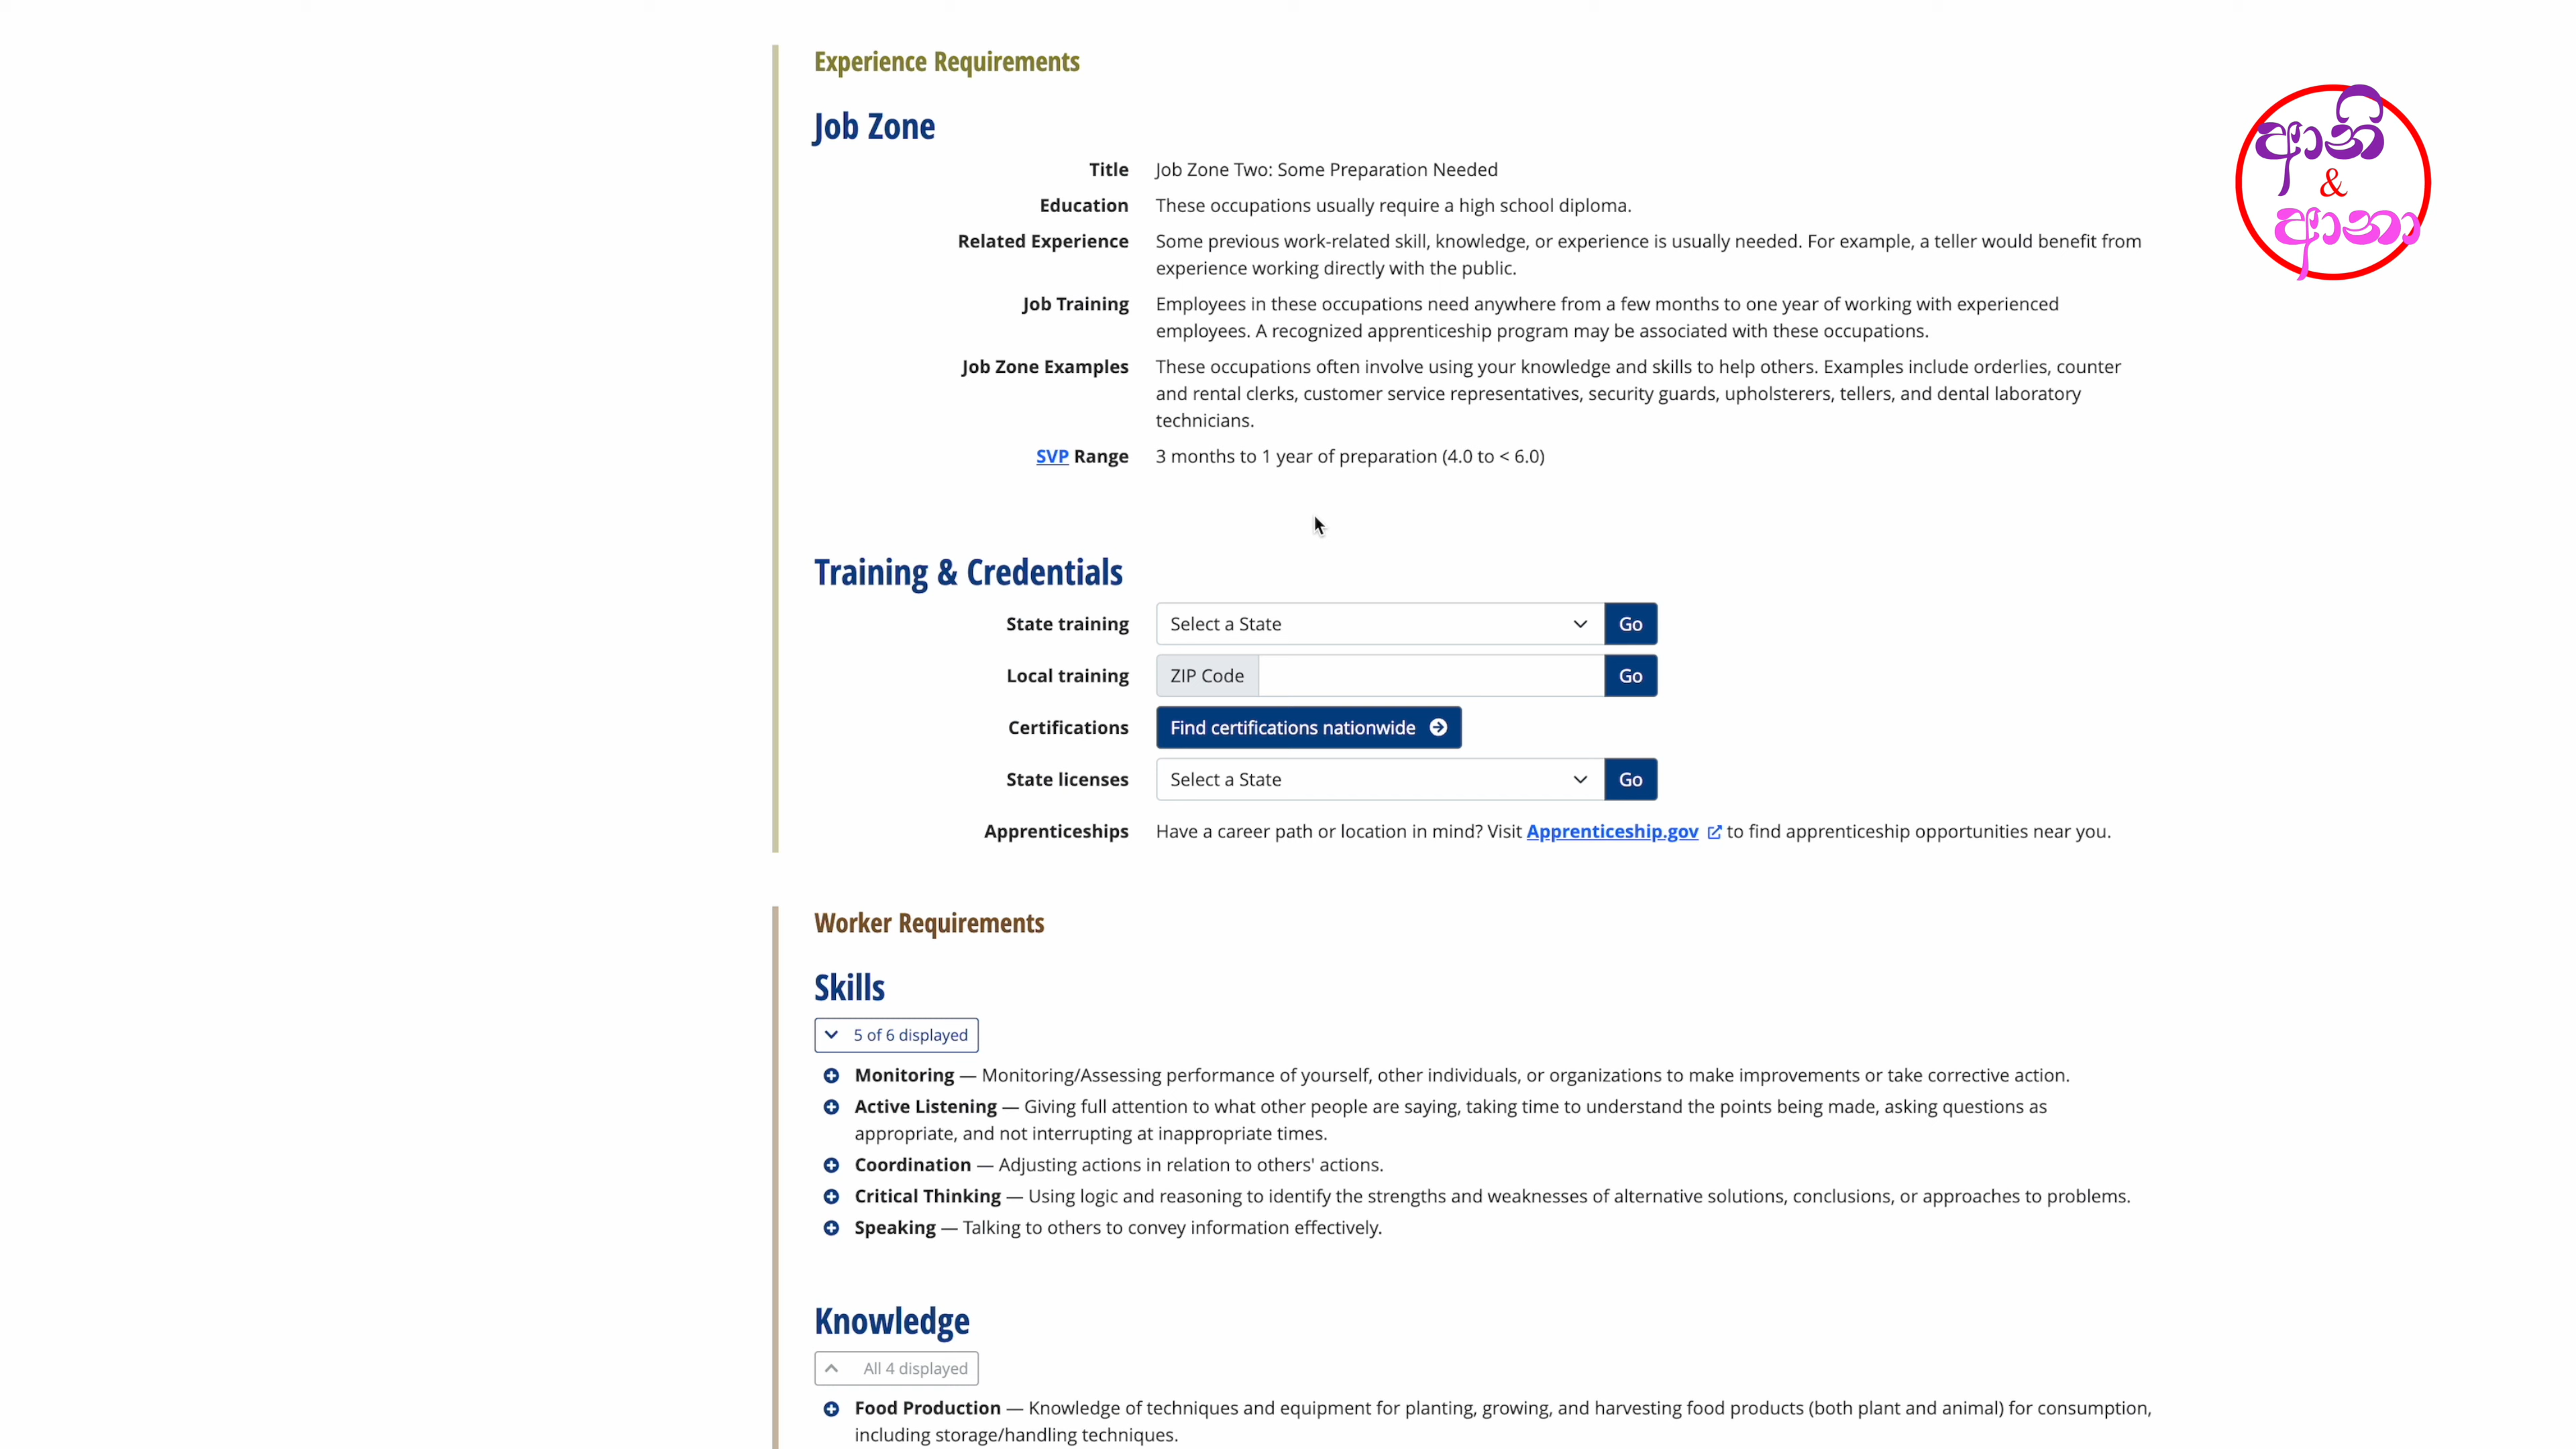 Experience Requirements
Job Zone
Title Job Zone Two: Some Preparation Needed
Education These occupations usually require a high school diploma.
Related Experience Some previous work-related skill, knowledge, or experience is usually needed. For example, a teller would benefit from
experience working directly with the public.
Job Training Employees in these occupations need anywhere from a few months to one year of working with experienced
employees. A recognized apprenticeship program may be associated with these occupations.
Job Zone Examples These occupations often involve using your knowledge and skills to help others. Examples include orderlies, counter
and rental clerks, customer service representatives, security guards, upholsterers, tellers, and dental laboratory
technicians.
SVP Range 3 months to 1 year of preparation (4.0 to < 6.0)
Training & Credentials
State training Select a State Go
Local training ZIP Code Go
Certifications Find certifications nationwide
State licenses Select a State Go
Apprenticeships Have a career path or location in mind? Visit Apprenticeship.gov to find apprenticeship opportunities near you.
Worker Requirements
Skills
5 of 6 displayed
Monitoring — Monitoring/Assessing performance of yourself, other individuals, or organizations to make improvements or take corrective action.
Active Listening — Giving full attention to what other people are saying, taking time to understand the points being made, asking questions as
appropriate, and not interrupting at inappropriate times.
Coordination — Adjusting actions in relation to others' actions.
Critical Thinking — Using logic and reasoning to identify the strengths and weaknesses of alternative solutions, conclusions, or approaches to problems.
Speaking — Talking to others to convey information effectively.
Knowledge
All 4 displayed
Food Production — Knowledge of techniques and equipment for planting, growing, and harvesting food products (both plant and animal) for consumption,
including storage/handling techniques.
&